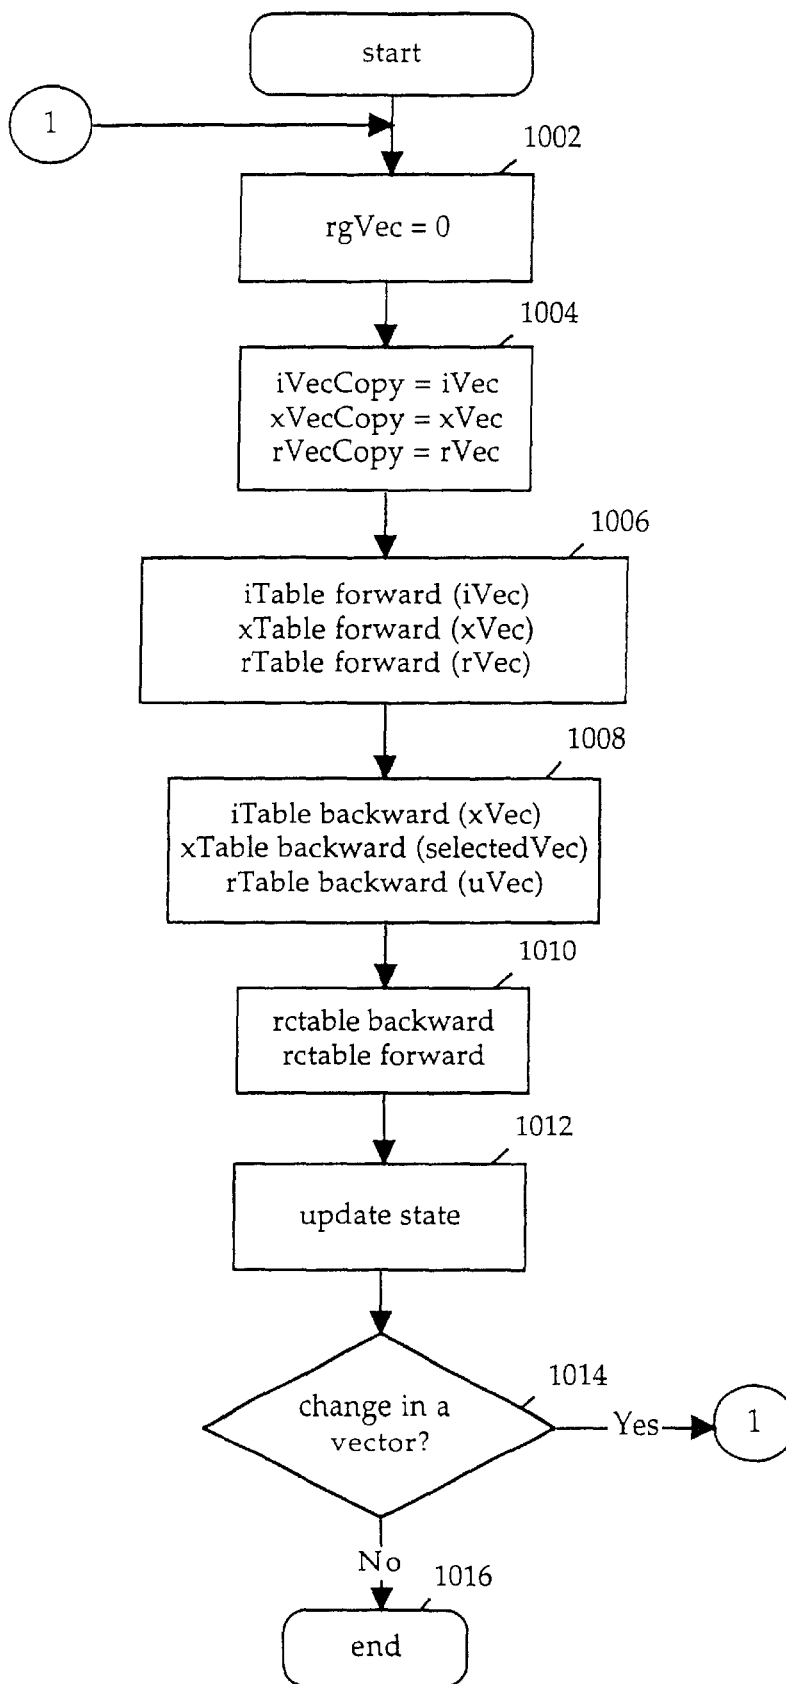 start
1
1002
rgVec = 0
1004
iVecCopy = iVec
xVecCopy = xVec
rVecCopy = rVec
1006
iTable forward (iVec)
xTable forward (xVec)
rTable forward (rVec)
1008
iTable backward (xVec)
xTable backward (selectedVec)
rTable backward (uVec)
1010
rctable backward
rctable forward
1012
update state
1014
change in a
vector?
Yes
1
No
1016
end